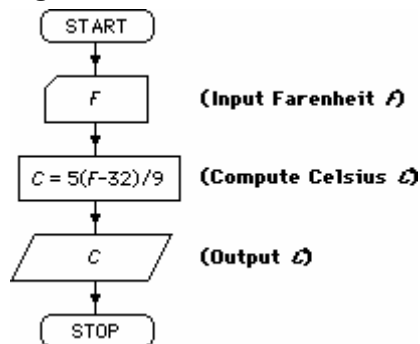 START
F (Input Farenheit F)
C = 5(F-32)/9 (Compute Celsius C)
C (Output C)
STOP